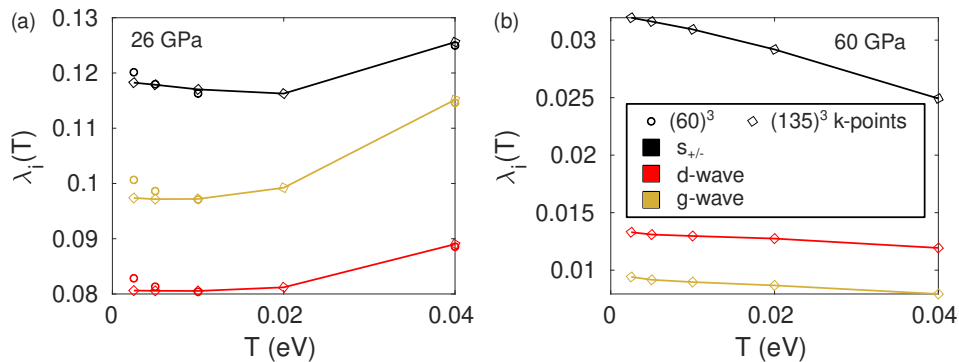 (a)
26 GPa
λi(T)
0.13
0.12
0.11
0.1
0.09
0.08
0
0.02
0.04
T (eV)
(b)
60 GPa
λi(T)
0.03
0.025
0.02
0.015
0.01
(60)³ (135)³ k-points
s+/-
d-wave
g-wave
0
0.02
0.04
T (eV)